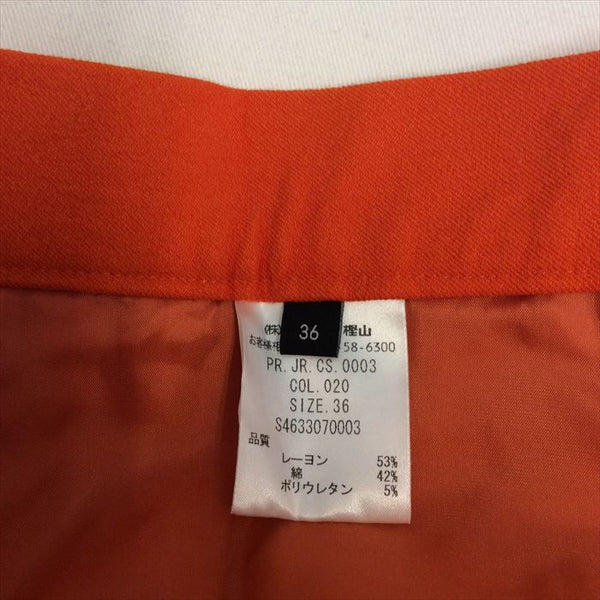 36
(株) 樫山
お客様相 58-6300
PR.JR.CS.0003
COL.020
SIZE.36
S4633070003
品質
レーヨン 53%
綿 42%
ポリウレタン 5%